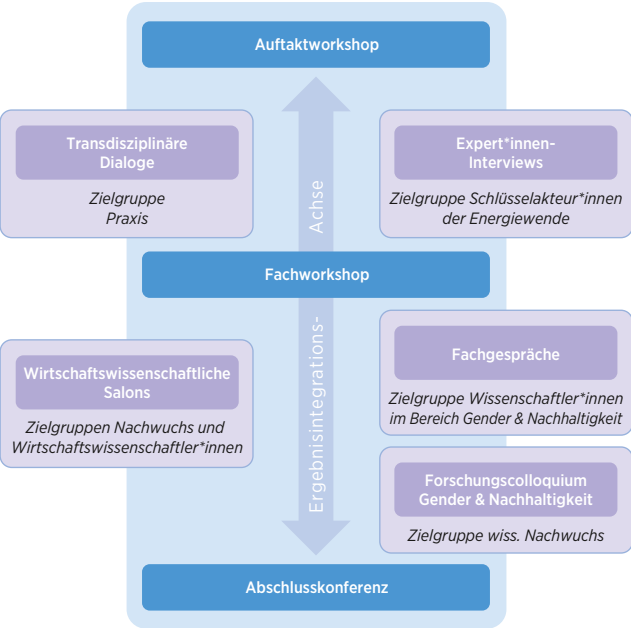 Auftaktworkshop
Transdisziplinäre
Dialoge
Zielgruppe
Praxis
Expert*innen-
Interviews
Zielgruppe Schlüsselakteur*innen
der Energiewende
Fachworkshop
Ergebnisintegrations-
Achse
Wirtschaftswissenschaftliche
Salons
Zielgruppen Nachwuchs und
Wirtschaftswissenschaftler*innen
Fachgespräche
Zielgruppe Wissenschaftler*innen
im Bereich Gender & Nachhaltigkeit
Forschungscolloquium
Gender & Nachhaltigkeit
Zielgruppe wiss. Nachwuchs
Abschlusskonferenz